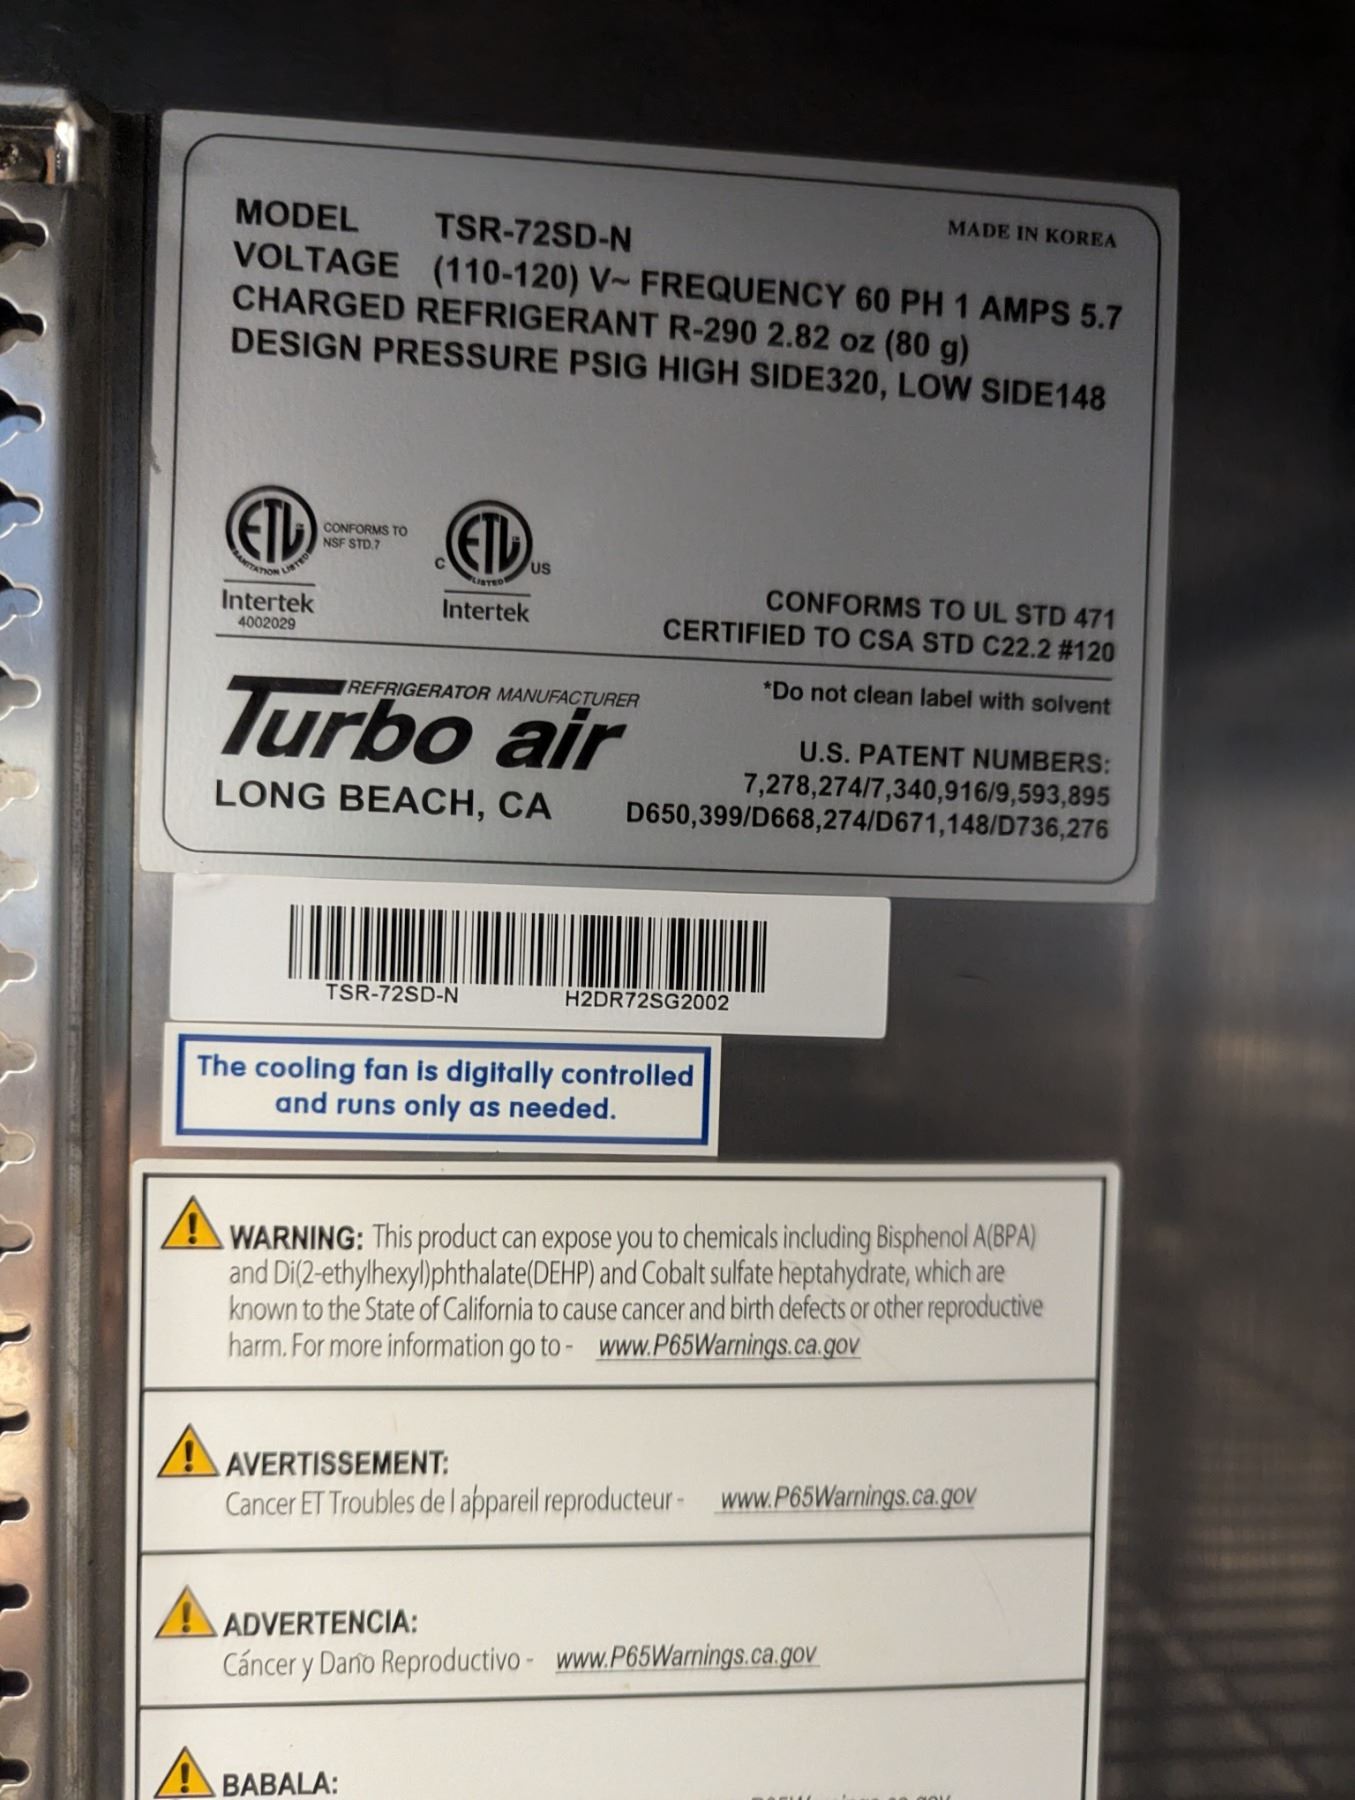 MODEL TSR-72SD-N MADE IN KOREA
VOLTAGE (110-120) V~ FREQUENCY 60 PH 1 AMPS 5.7
CHARGED REFRIGERANT R-290 2.82 oz (80 g)
DESIGN PRESSURE PSIG HIGH SIDE320, LOW SIDE148
ETL
SANITATION LISTED
CONFORMS TO
NSF STD.7
Intertek
4002029
C ETL US
LISTED
Intertek
CONFORMS TO UL STD 471
CERTIFIED TO CSA STD C22.2 #120
REFRIGERATOR MANUFACTURER
Turbo air
LONG BEACH, CA
*Do not clean label with solvent
U.S. PATENT NUMBERS:
7,278,274/7,340,916/9,593,895
D650,399/D668,274/D671,148/D736,276
TSR-72SD-N H2DR72SG2002
The cooling fan is digitally controlled
and runs only as needed.
WARNING: This product can expose you to chemicals including Bisphenol A(BPA)
and Di(2-ethylhexyl)phthalate(DEHP) and Cobalt sulfate heptahydrate, which are
known to the State of California to cause cancer and birth defects or other reproductive
harm. For more information go to - www.P65Warnings.ca.gov
AVERTISSEMENT:
Cancer ET Troubles de l appareil reproducteur - www.P65Warnings.ca.gov
ADVERTENCIA:
Cáncer y Daño Reproductivo - www.P65Warnings.ca.gov
BABALA: